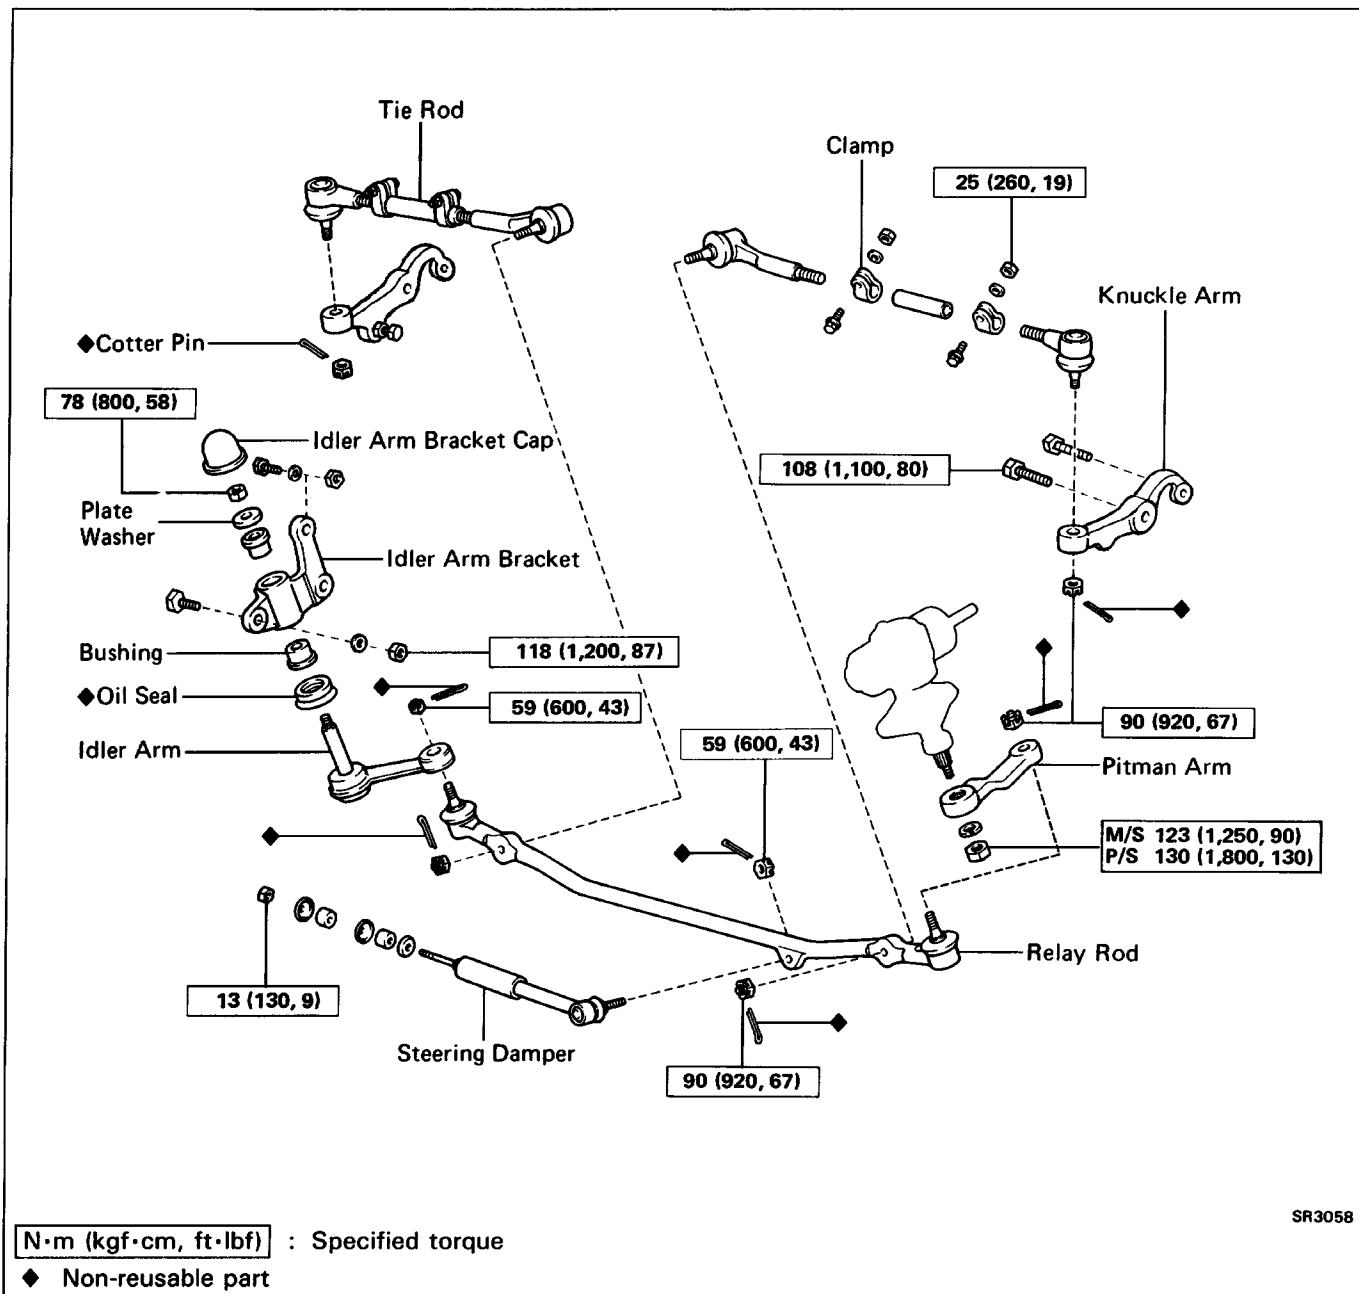 Tie Rod
Clamp
25 (260, 19)
Knuckle Arm
◆Cotter Pin
78 (800, 58)
Idler Arm Bracket Cap
108 (1,100, 80)
Plate
Washer
Idler Arm Bracket
◆
Bushing
118 (1,200, 87)
◆
◆
◆Oil Seal
59 (600, 43)
90 (920, 67)
59 (600, 43)
Idler Arm
Pitman Arm
◆
M/S 123 (1,250, 90)
P/S 130 (1,800, 130)
◆
Relay Rod
13 (130, 9)
◆
Steering Damper
90 (920, 67)
SR3058
N·m (kgf·cm, ft·lbf) : Specified torque
◆ Non-reusable part